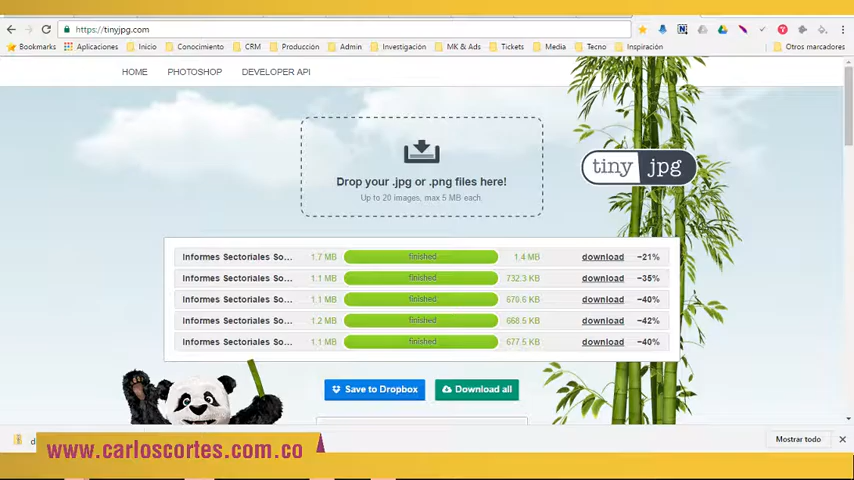 https://tinyjpg.com
Bookmarks Aplicaciones Inicio Conocimiento CRM Producción Admin Investigación MK & Ads Tickets Media Tecno Inspiración Otros marcadores
HOME PHOTOSHOP DEVELOPER API
Drop your .jpg or .png files here!
Up to 20 images, max 5 MB each
tiny jpg
Informes Sectoriales So... 1.7 MB finished 1.4 MB download −21%
Informes Sectoriales So... 1.1 MB finished 732.3 KB download −35%
Informes Sectoriales So... 1.1 MB finished 670.6 KB download −40%
Informes Sectoriales So... 1.2 MB finished 668.5 KB download −42%
Informes Sectoriales So... 1.1 MB finished 677.5 KB download −40%
Save to Dropbox Download all
Mostrar todo
www.carloscortes.com.co